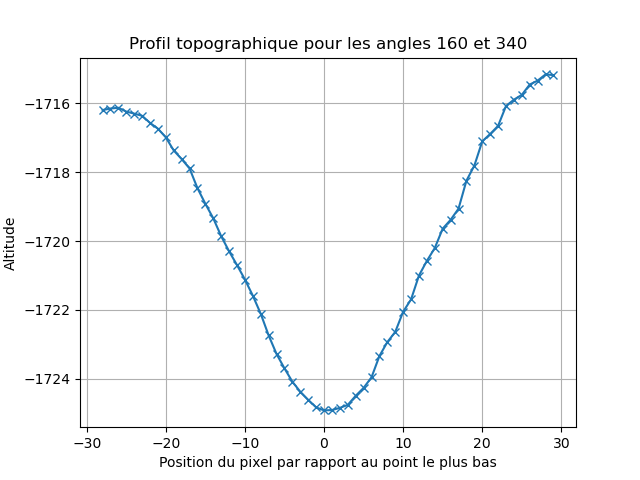 Profil topographique pour les angles 160 et 340
Altitude
−1716
−1718
−1720
−1722
−1724
−30 −20 −10 0 10 20 30
Position du pixel par rapport au point le plus bas